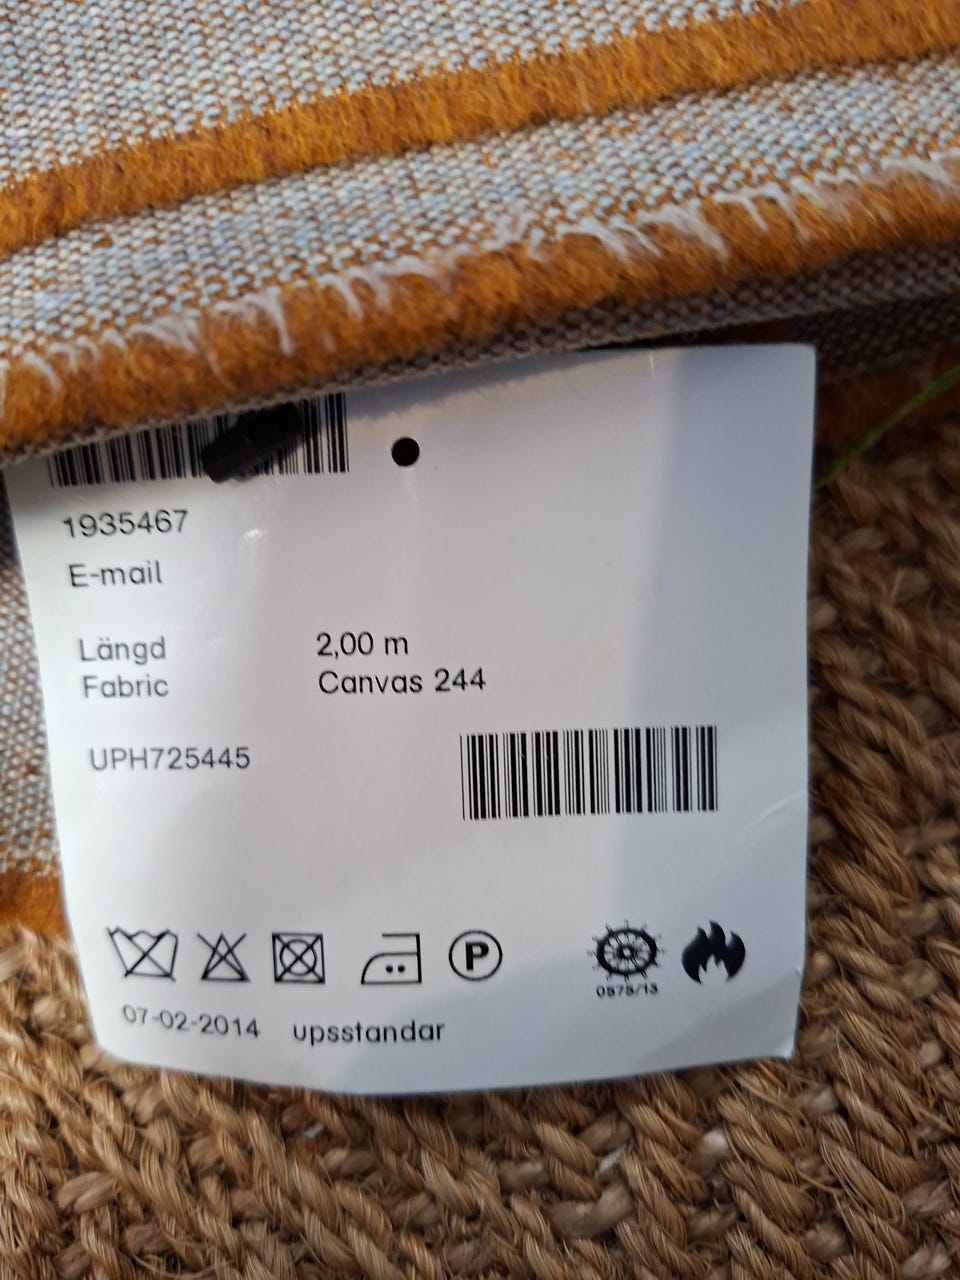 1935467
E-mail
Längd 2,00 m
Fabric Canvas 244
UPH725445
P
0575/13
07-02-2014 upsstandar